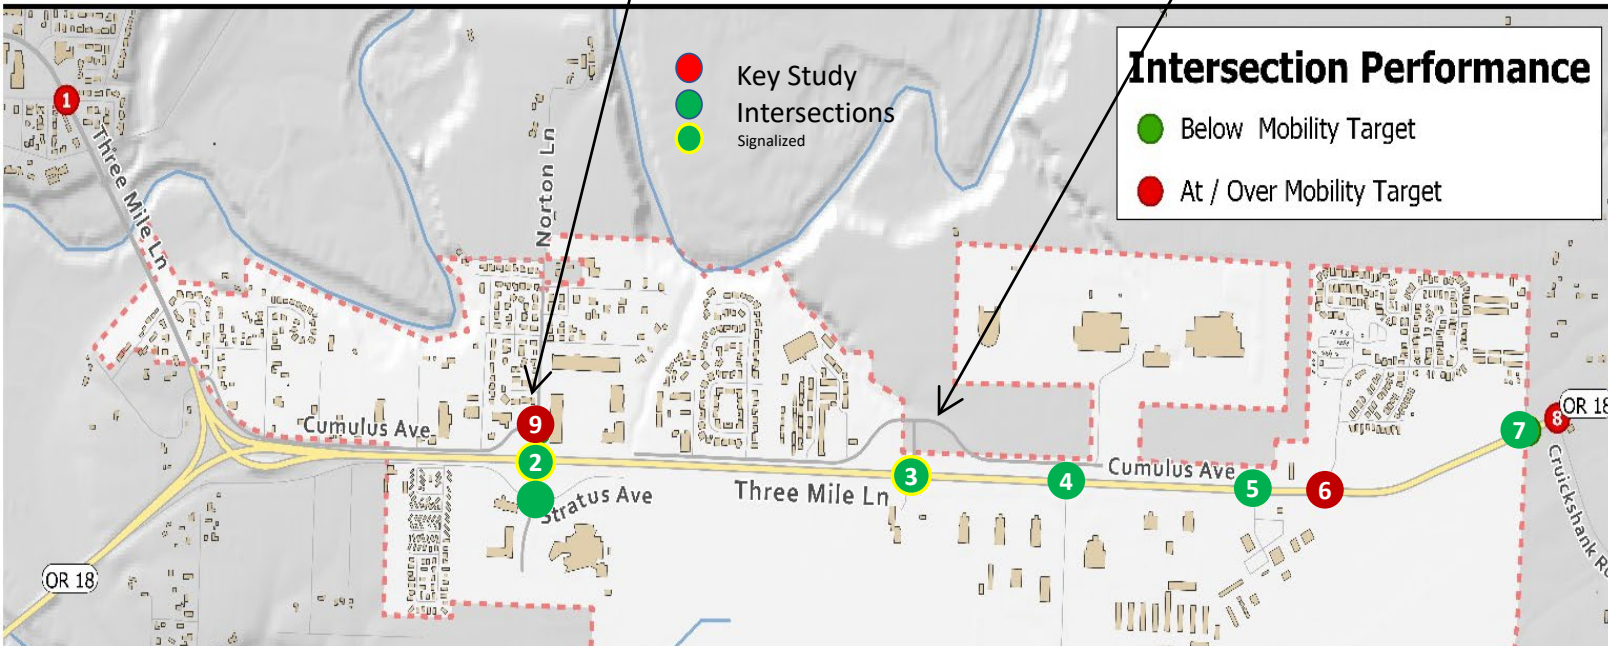 Key Study
Intersections
Signalized
Intersection Performance
Below Mobility Target
At / Over Mobility Target
1
Three Mile Ln
Norton Ln
Cumulus Ave
9
2
Stratus Ave
Three Mile Ln
3
4
Cumulus Ave
5
6
7
8
OR 18
Cruickshank
OR 18